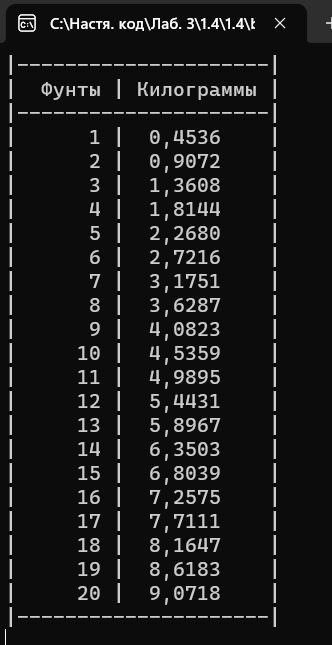 C:\Настя. код\Лаб. 3\1.4\1.4\b
|---------------------|
|  Фунты | Килограммы |
|---------------------|
|      1 |  0,4536    |
|      2 |  0,9072    |
|      3 |  1,3608    |
|      4 |  1,8144    |
|      5 |  2,2680    |
|      6 |  2,7216    |
|      7 |  3,1751    |
|      8 |  3,6287    |
|      9 |  4,0823    |
|     10 |  4,5359    |
|     11 |  4,9895    |
|     12 |  5,4431    |
|     13 |  5,8967    |
|     14 |  6,3503    |
|     15 |  6,8039    |
|     16 |  7,2575    |
|     17 |  7,7111    |
|     18 |  8,1647    |
|     19 |  8,6183    |
|     20 |  9,0718    |
|---------------------|